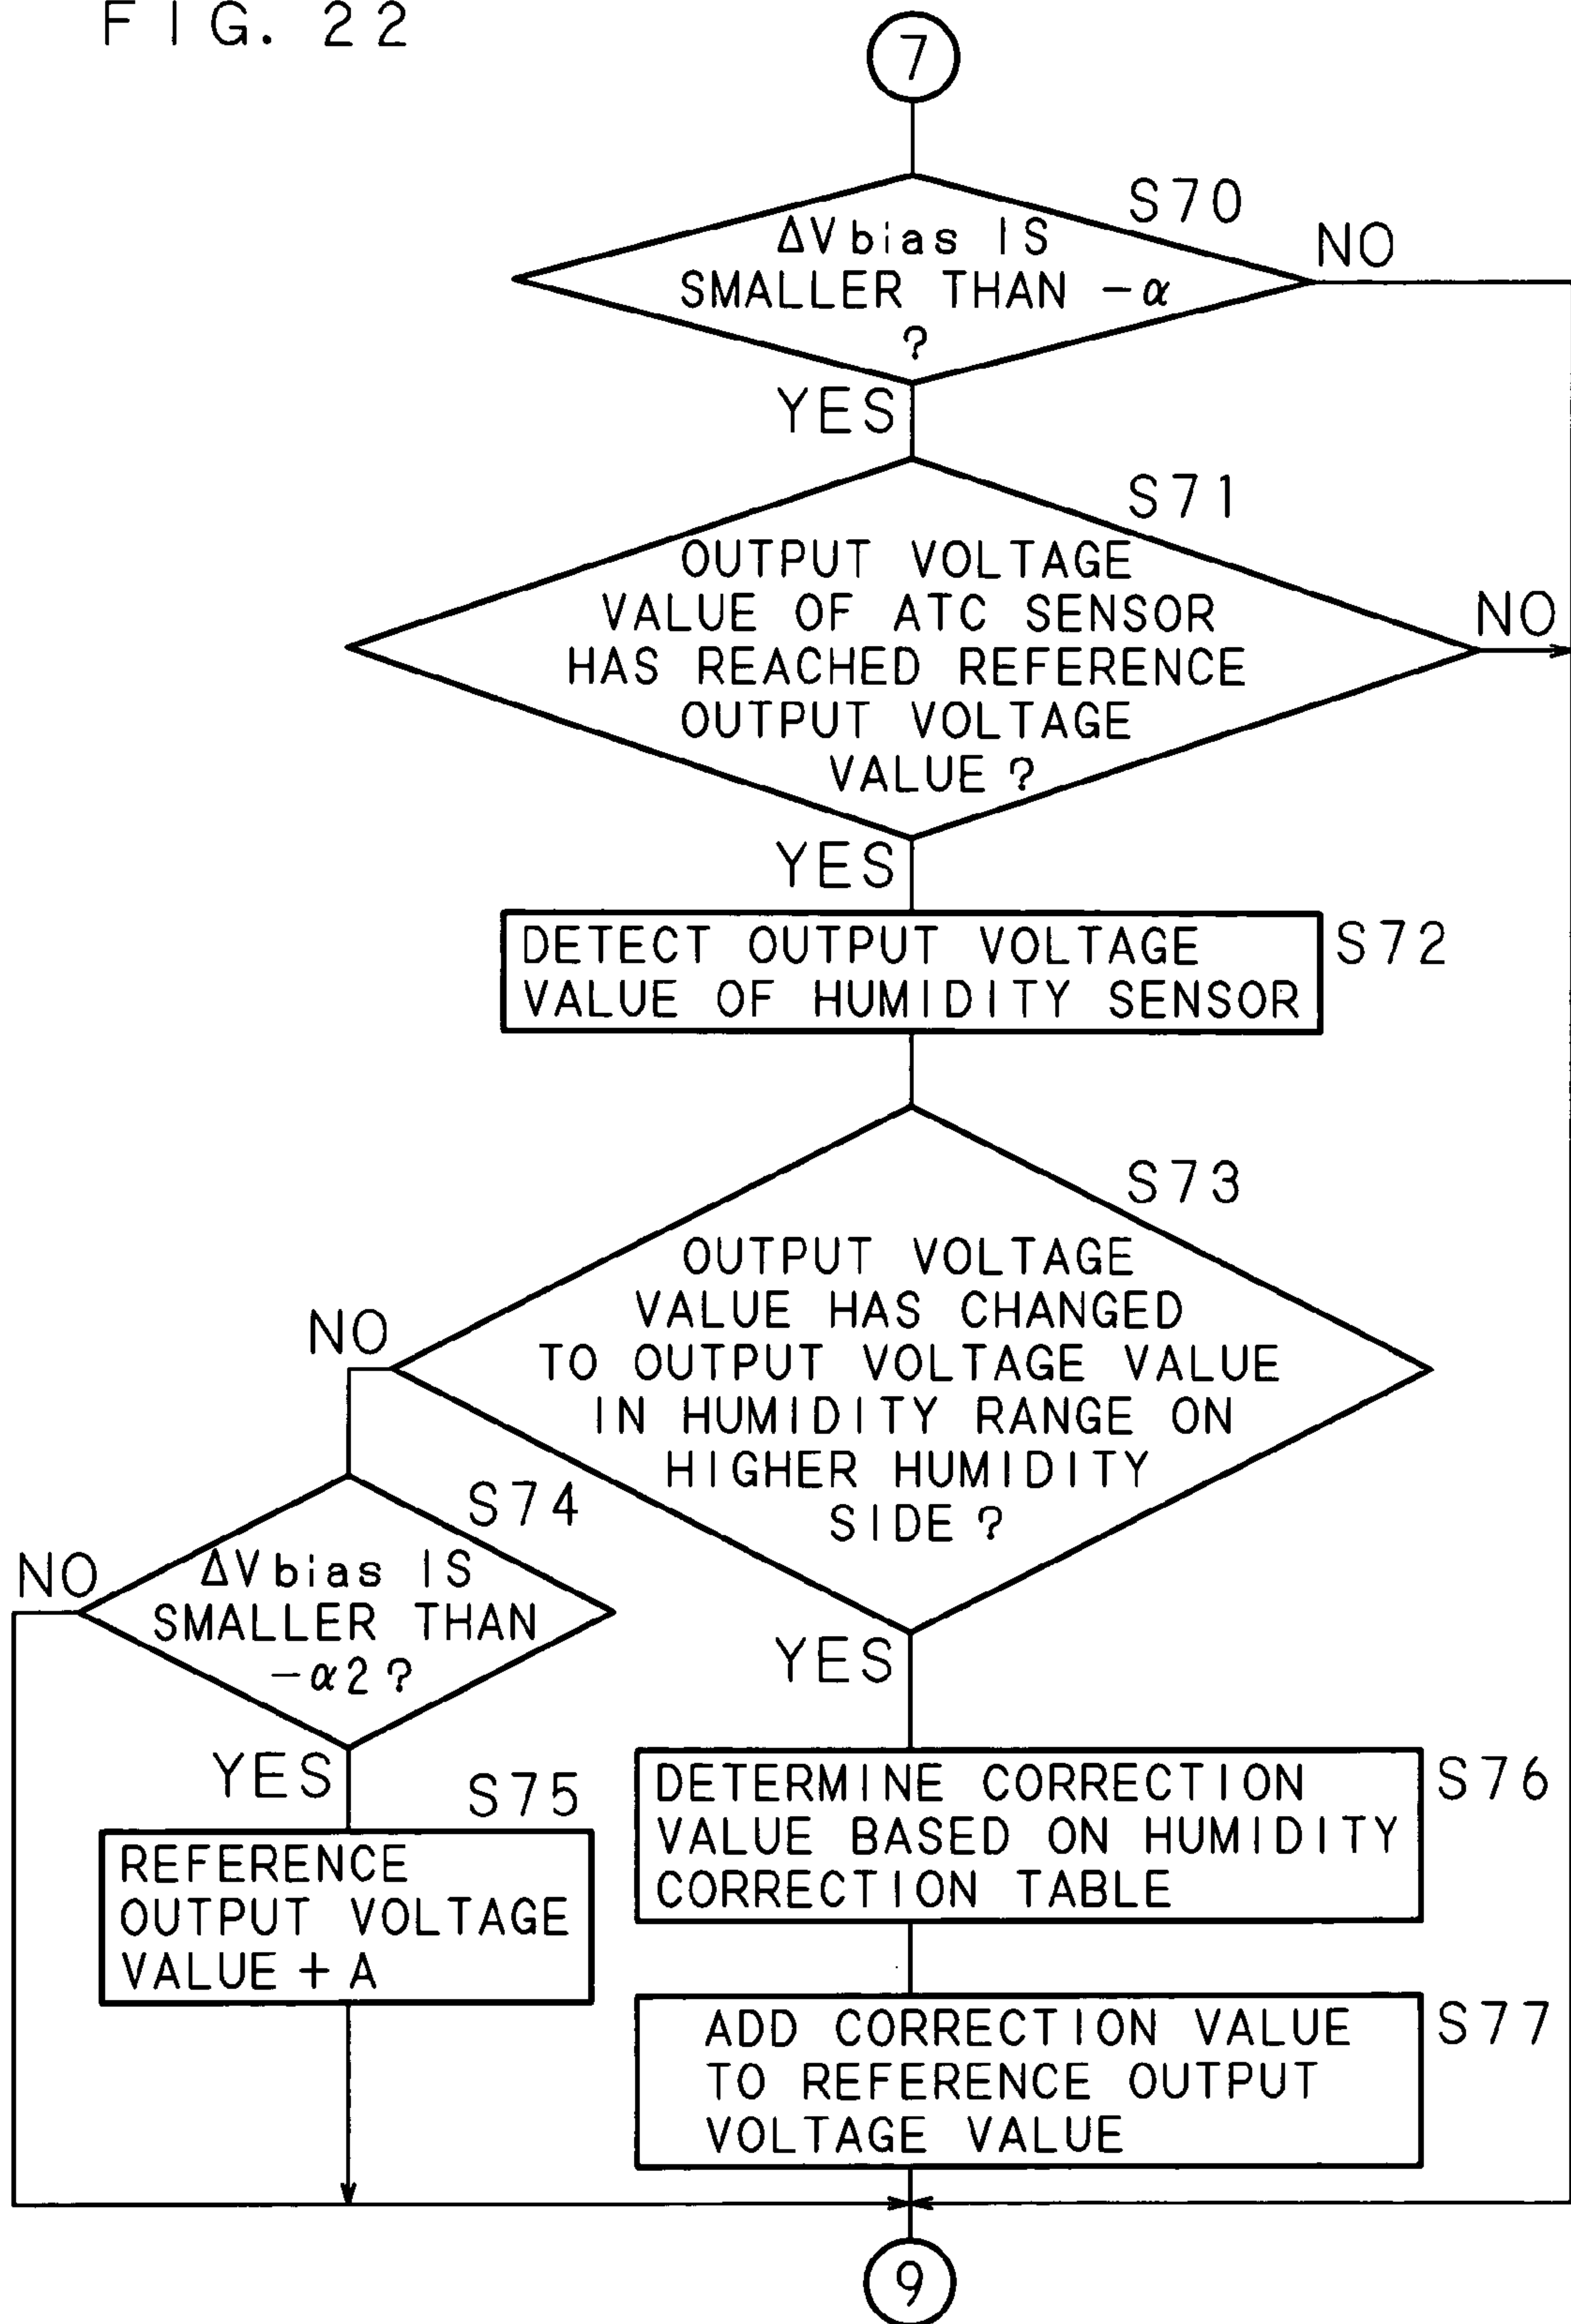 FIG. 22
7
S70
ΔVbias IS
SMALLER THAN -α
?
NO
YES
S71
OUTPUT VOLTAGE
VALUE OF ATC SENSOR
HAS REACHED REFERENCE
OUTPUT VOLTAGE
VALUE?
NO
YES
DETECT OUTPUT VOLTAGE
VALUE OF HUMIDITY SENSOR
S72
S73
OUTPUT VOLTAGE
VALUE HAS CHANGED
TO OUTPUT VOLTAGE VALUE
IN HUMIDITY RANGE ON
HIGHER HUMIDITY
SIDE?
NO
YES
S74
ΔVbias IS
SMALLER THAN
-α2?
NO
YES
S75
REFERENCE
OUTPUT VOLTAGE
VALUE + A
DETERMINE CORRECTION
VALUE BASED ON HUMIDITY
CORRECTION TABLE
S76
ADD CORRECTION VALUE
TO REFERENCE OUTPUT
VOLTAGE VALUE
S77
9